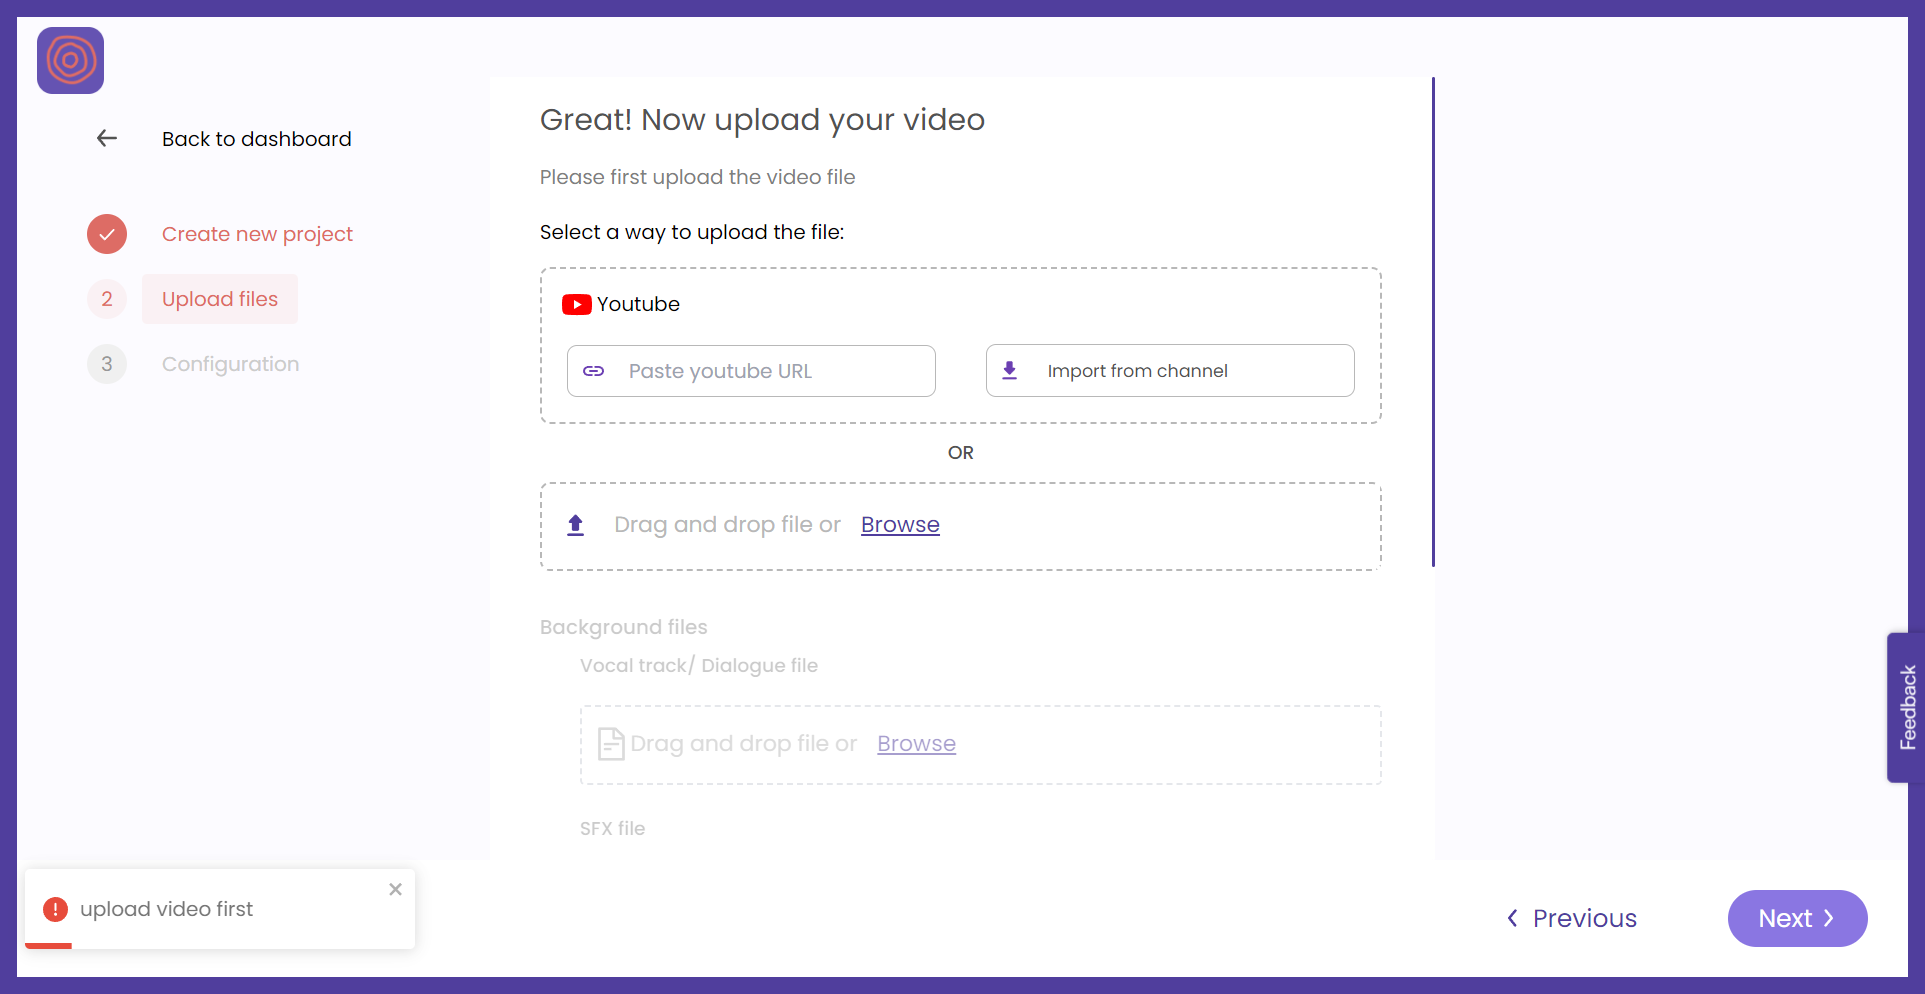 Back to dashboard
Create new project
2 Upload files
3 Configuration
Great! Now upload your video
Please first upload the video file
Select a way to upload the file:
Youtube
Paste youtube URL
Import from channel
OR
Drag and drop file or Browse
Background files
Vocal track/ Dialogue file
Drag and drop file or Browse
SFX file
Feedback
upload video first
Previous
Next